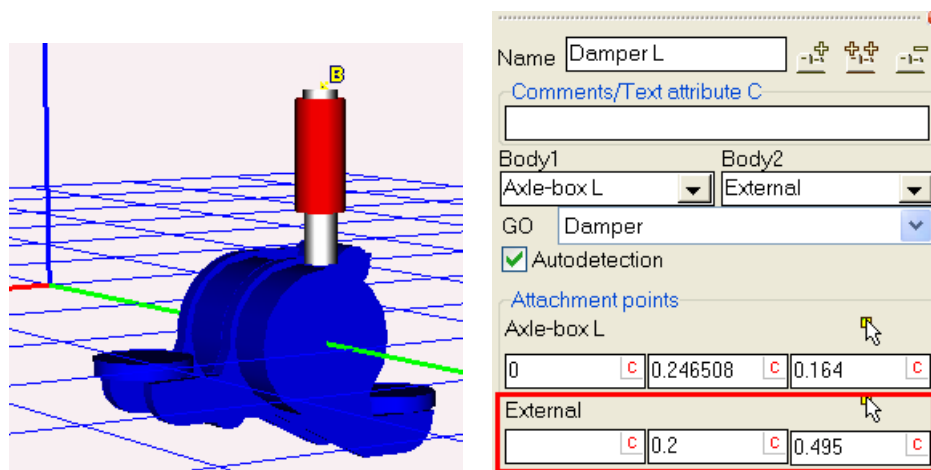 B
Name Damper L
Comments/Text attribute C
Body1 Body2
Axle-box L External
GO Damper
Autodetection
Attachment points
Axle-box L
0 C 0.246508 C 0.164 C
External
C 0.2 C 0.495 C